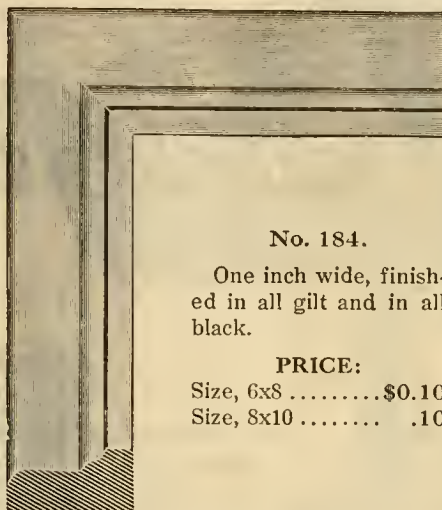 No. 184.
One inch wide, finish-
ed in all gilt and in all
black.
PRICE:
Size, 6x8 .........$0.10
Size, 8x10 ........ .10